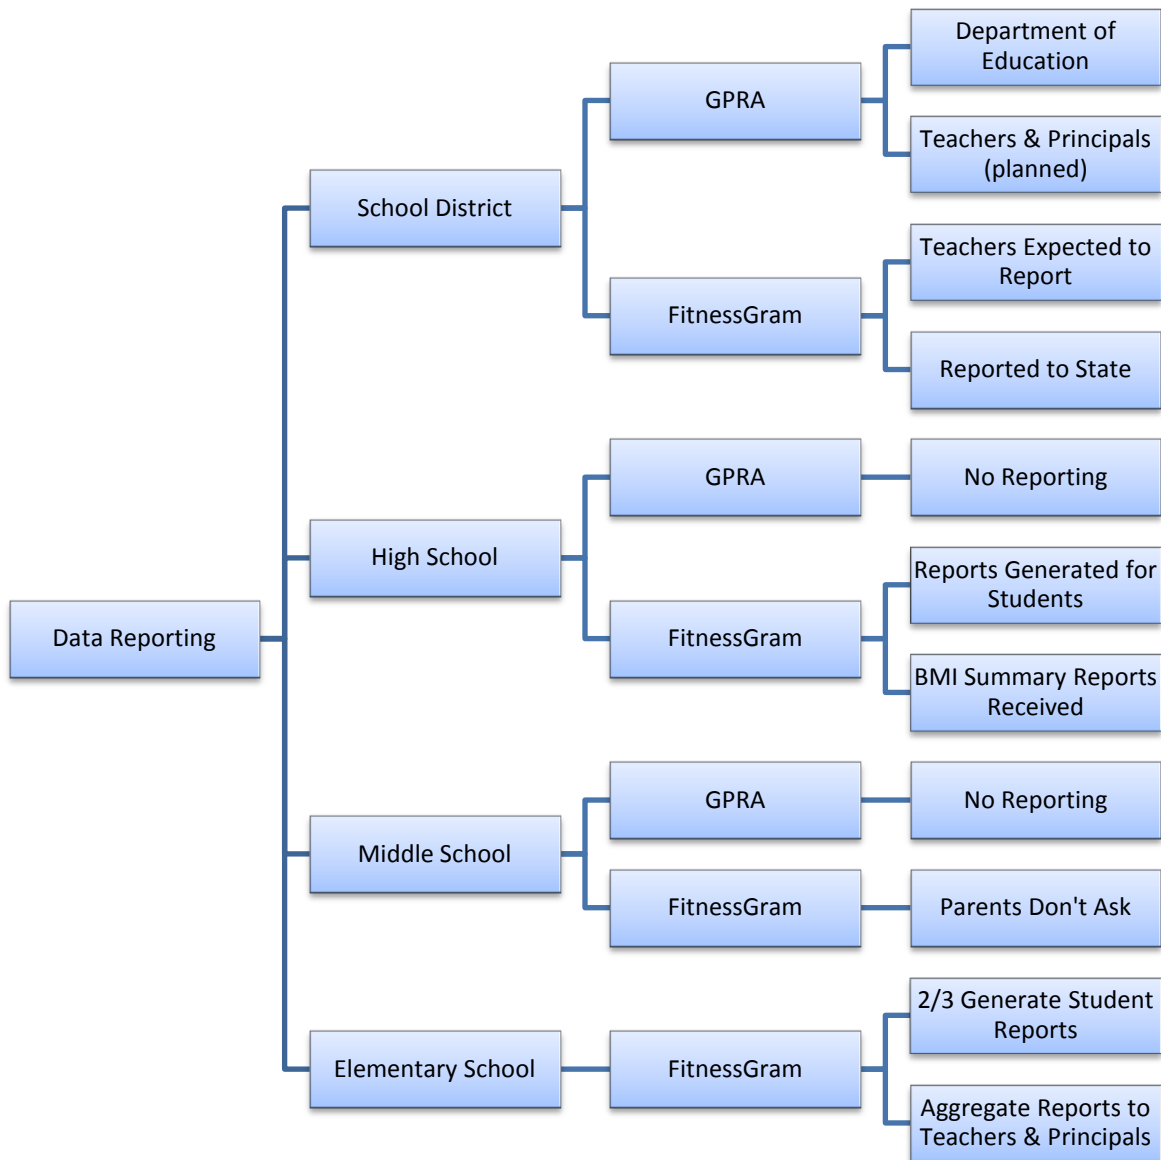 Department of
Education
GPRA
Teachers & Principals
(planned)
School District
Teachers Expected to
Report
FitnessGram
Reported to State
GPRA
No Reporting
High School
Reports Generated for
Students
FitnessGram
Data Reporting
BMI Summary Reports
Received
GPRA
No Reporting
Middle School
FitnessGram
Parents Don't Ask
2/3 Generate Student
Reports
Elementary School
FitnessGram
Aggregate Reports to
Teachers & Principals